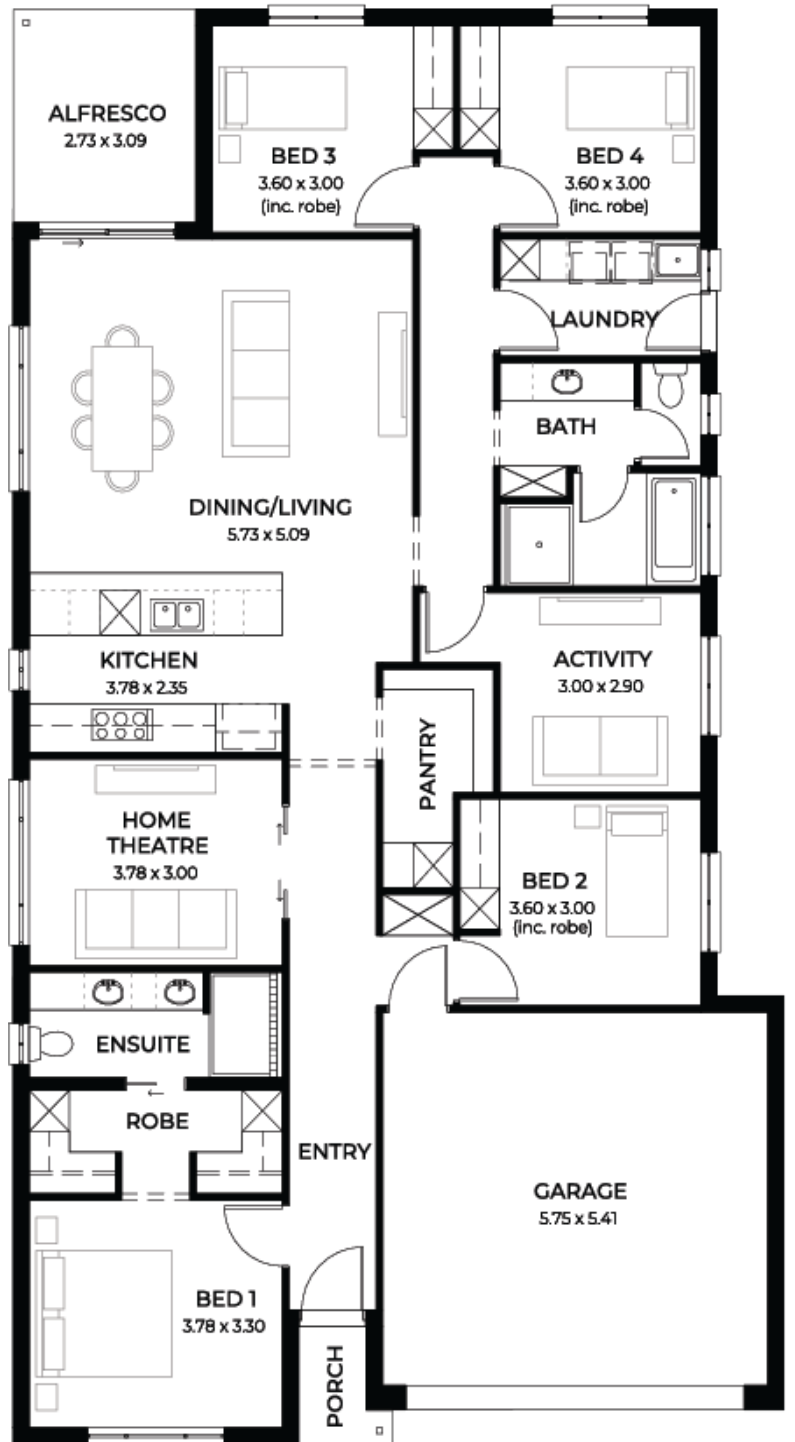 ALFRESCO
2.73 x 3.09
BED 3
3.60 x 3.00
(inc. robe)
BED 4
3.60 x 3.00
(inc. robe)
LAUNDRY
BATH
DINING/LIVING
5.73 x 5.09
KITCHEN
3.78 x 2.35
ACTIVITY
3.00 x 2.90
PANTRY
HOME
THEATRE
3.78 x 3.00
BED 2
3.60 x 3.00
(inc. robe)
ENSUITE
ROBE
ENTRY
GARAGE
5.75 x 5.41
BED 1
3.78 x 3.30
PORCH